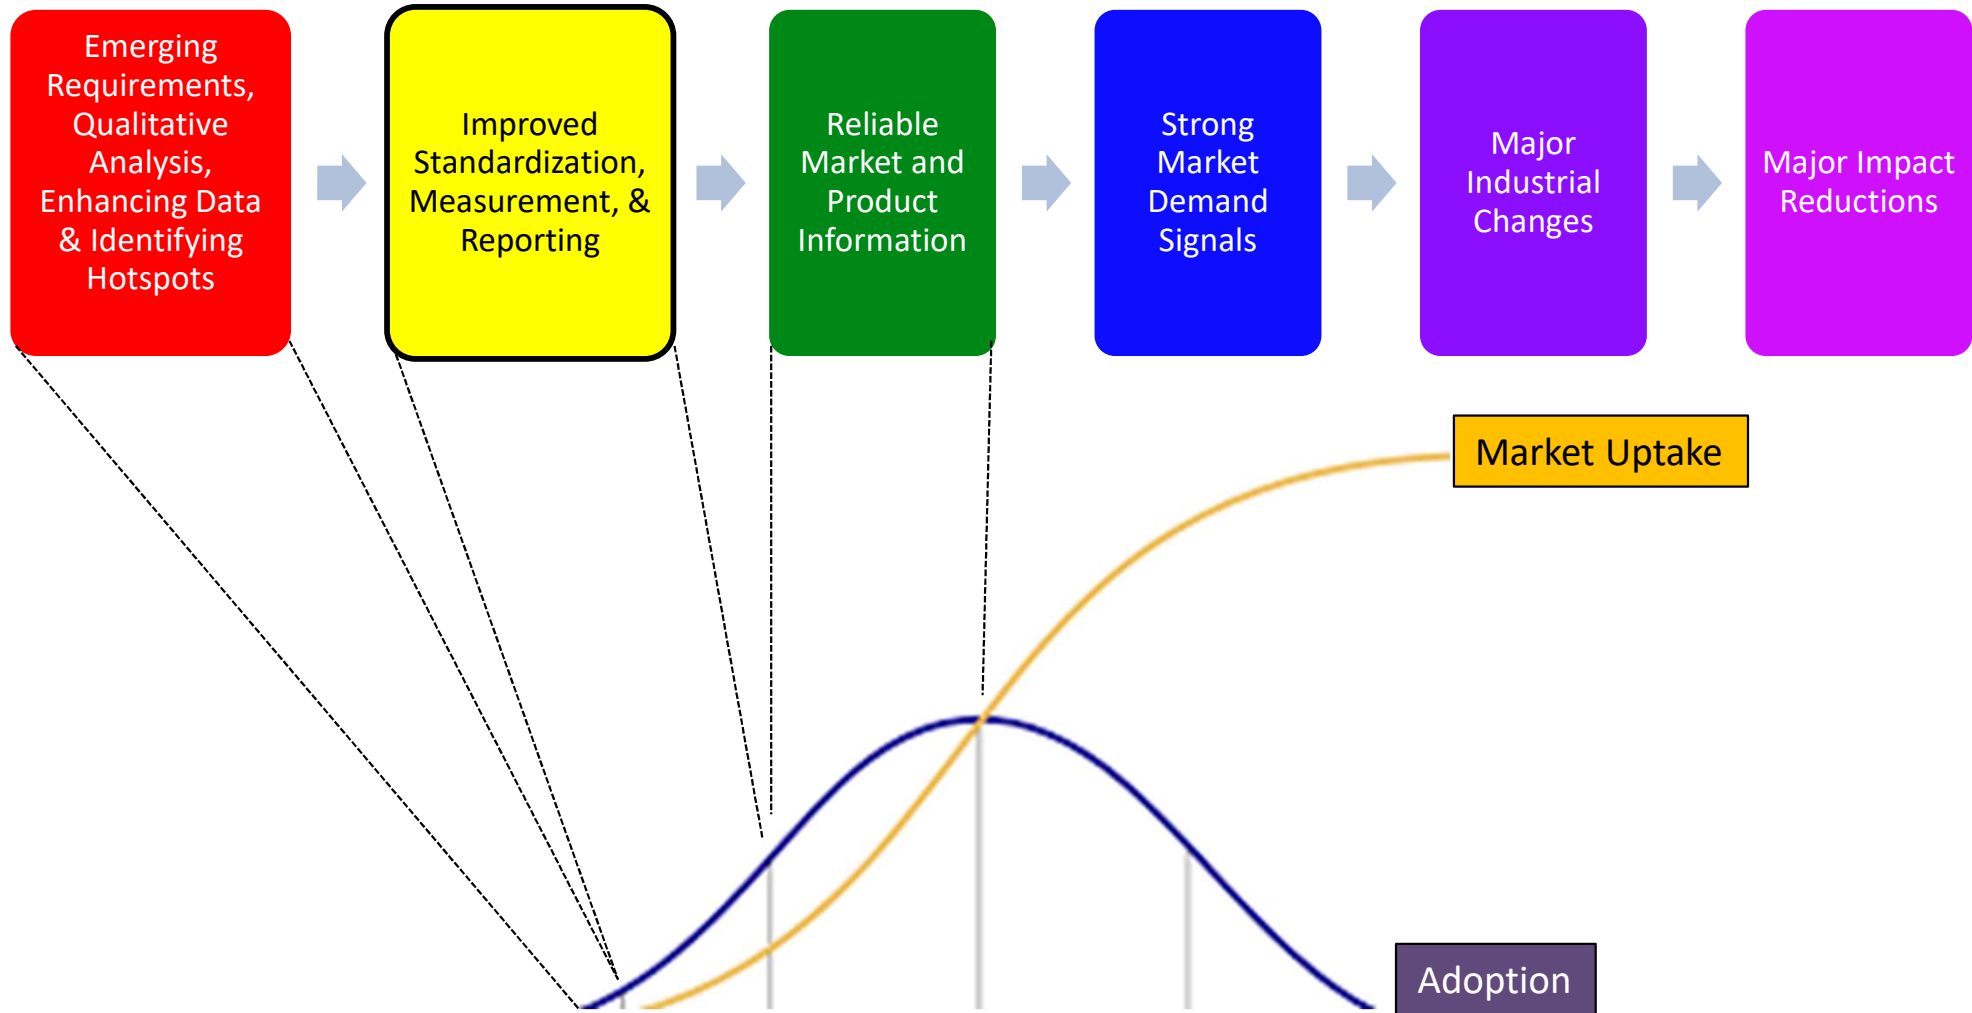 Emerging
Requirements,
Qualitative
Analysis,
Enhancing Data
& Identifying
Hotspots
Improved
Standardization,
Measurement, &
Reporting
Reliable
Market and
Product
Information
Strong
Market
Demand
Signals
Major
Industrial
Changes
Major Impact
Reductions
Market Uptake
Adoption